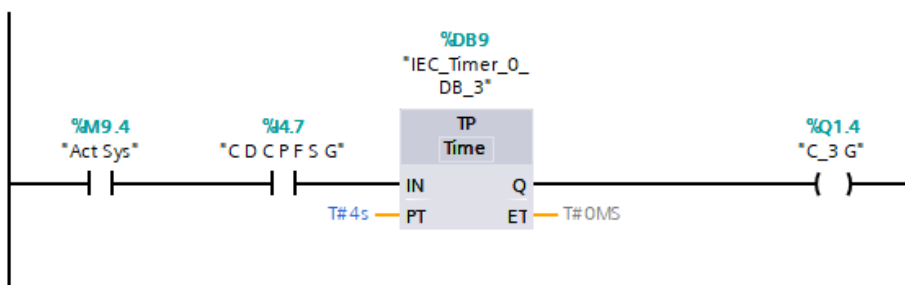 %DB9
"IEC_Timer_0_
DB_3"
%M9.4
"Act Sys"
%I4.7
"C D C P F S G"
TP
Time
%Q1.4
"C_3 G"
IN
Q
T#4s
PT
ET
T#0MS